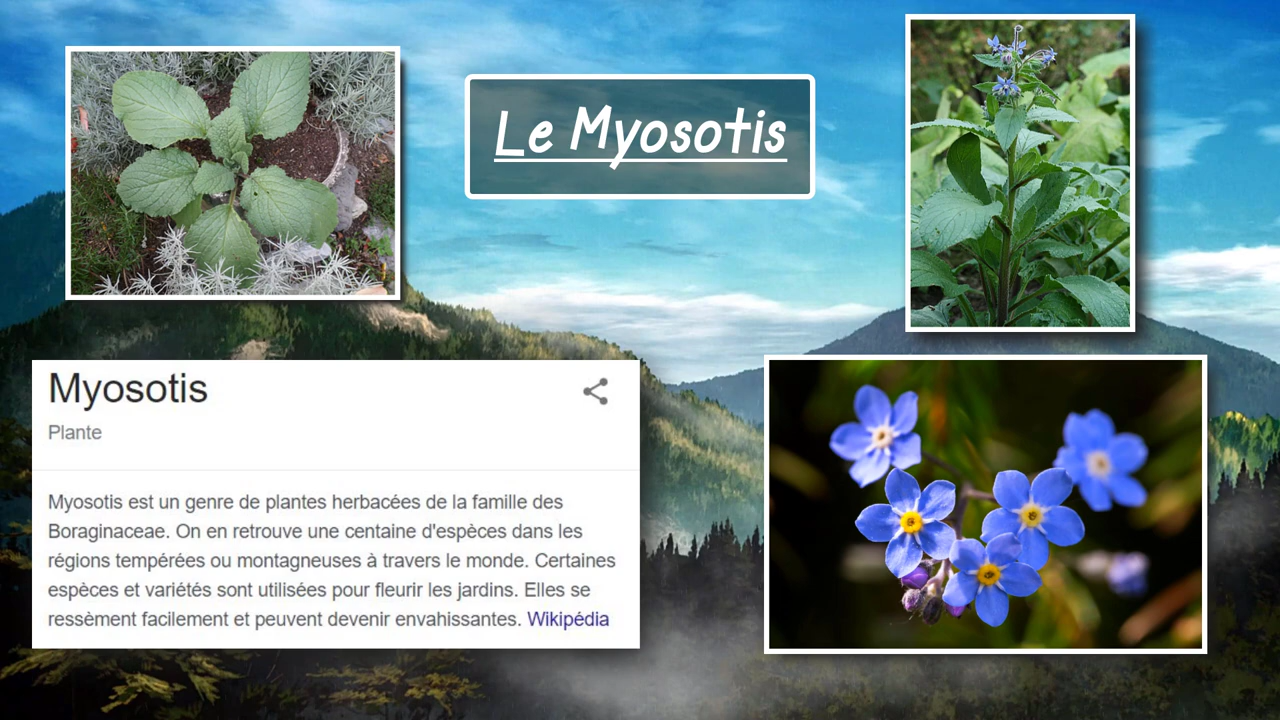 Le Myosotis
Myosotis
Plante
Myosotis est un genre de plantes herbacées de la famille des
Boraginaceae. On en retrouve une centaine d'espèces dans les
régions tempérées ou montagneuses à travers le monde. Certaines
espèces et variétés sont utilisées pour fleurir les jardins. Elles se
ressèment facilement et peuvent devenir envahissantes. Wikipédia